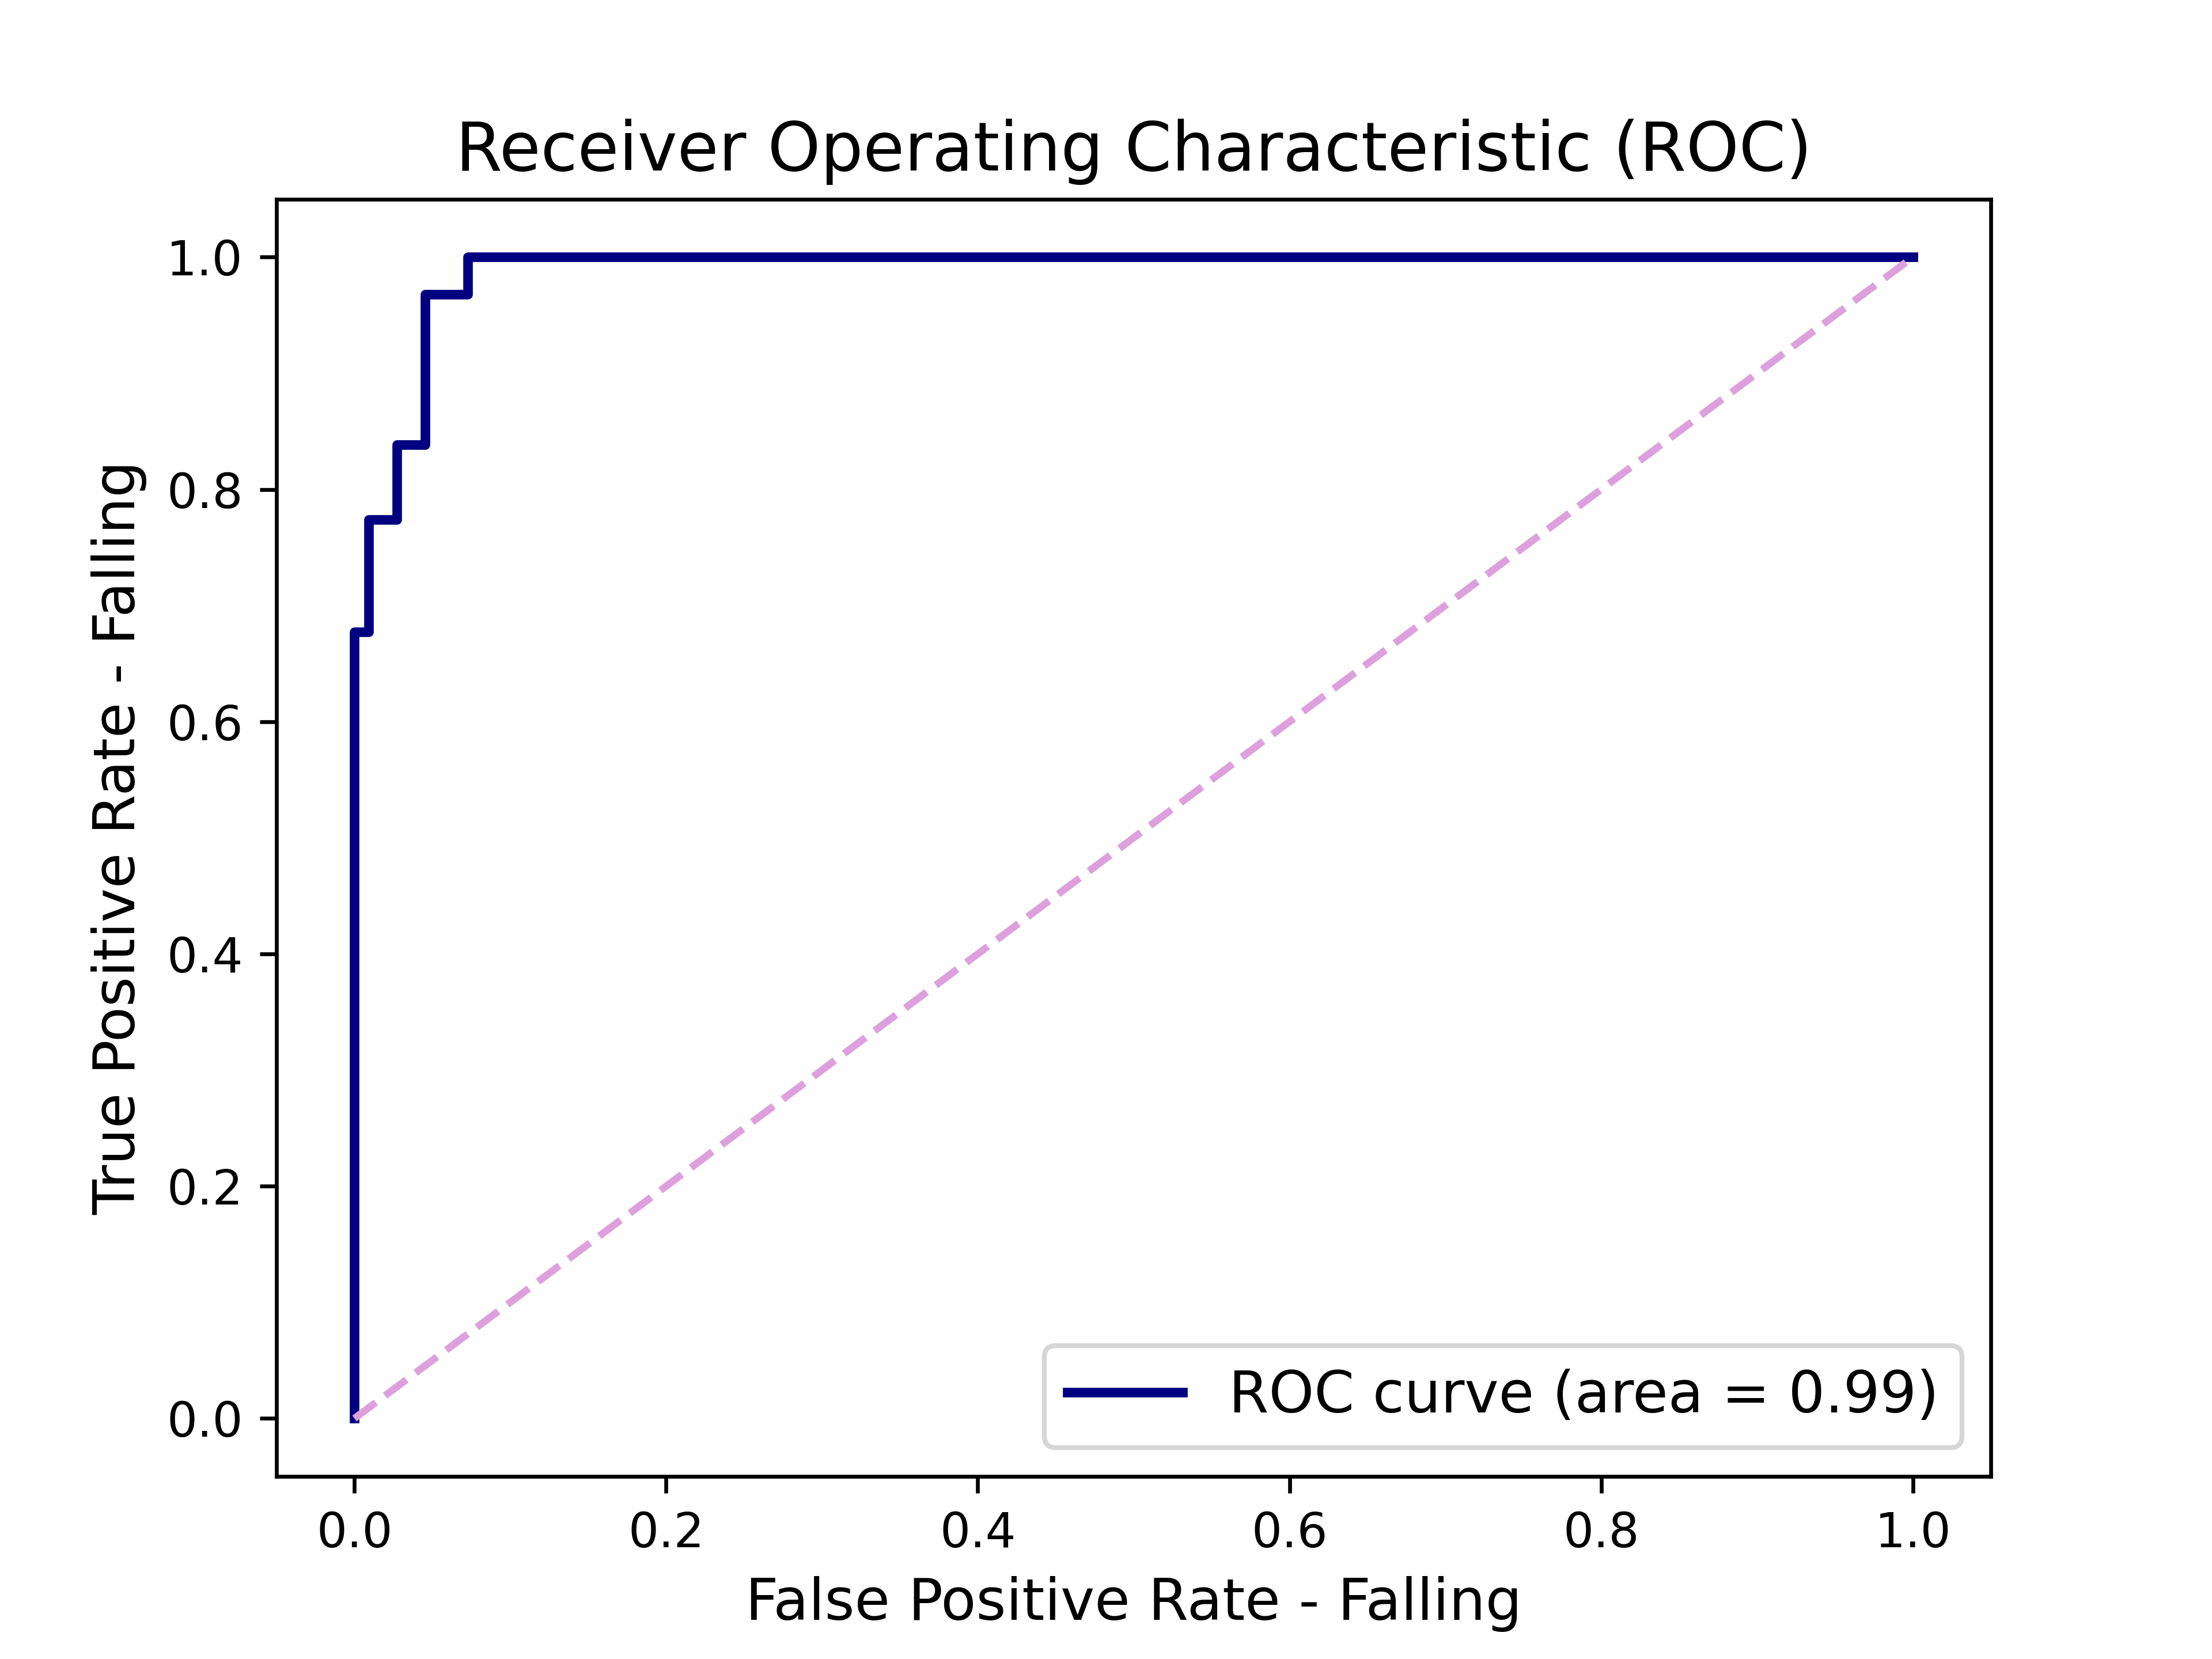 Receiver Operating Characteristic (ROC)
True Positive Rate - Falling
1.0
0.8
0.6
0.4
0.2
0.0
ROC curve (area = 0.99)
0.0 0.2 0.4 0.6 0.8 1.0
False Positive Rate - Falling